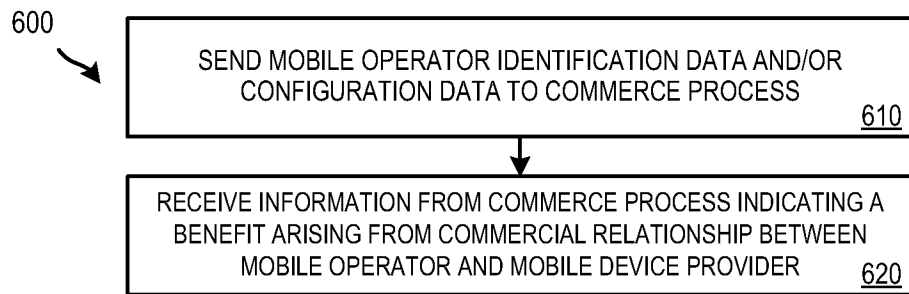 600
SEND MOBILE OPERATOR IDENTIFICATION DATA AND/OR
CONFIGURATION DATA TO COMMERCE PROCESS
610
RECEIVE INFORMATION FROM COMMERCE PROCESS INDICATING A
BENEFIT ARISING FROM COMMERCIAL RELATIONSHIP BETWEEN
MOBILE OPERATOR AND MOBILE DEVICE PROVIDER
620